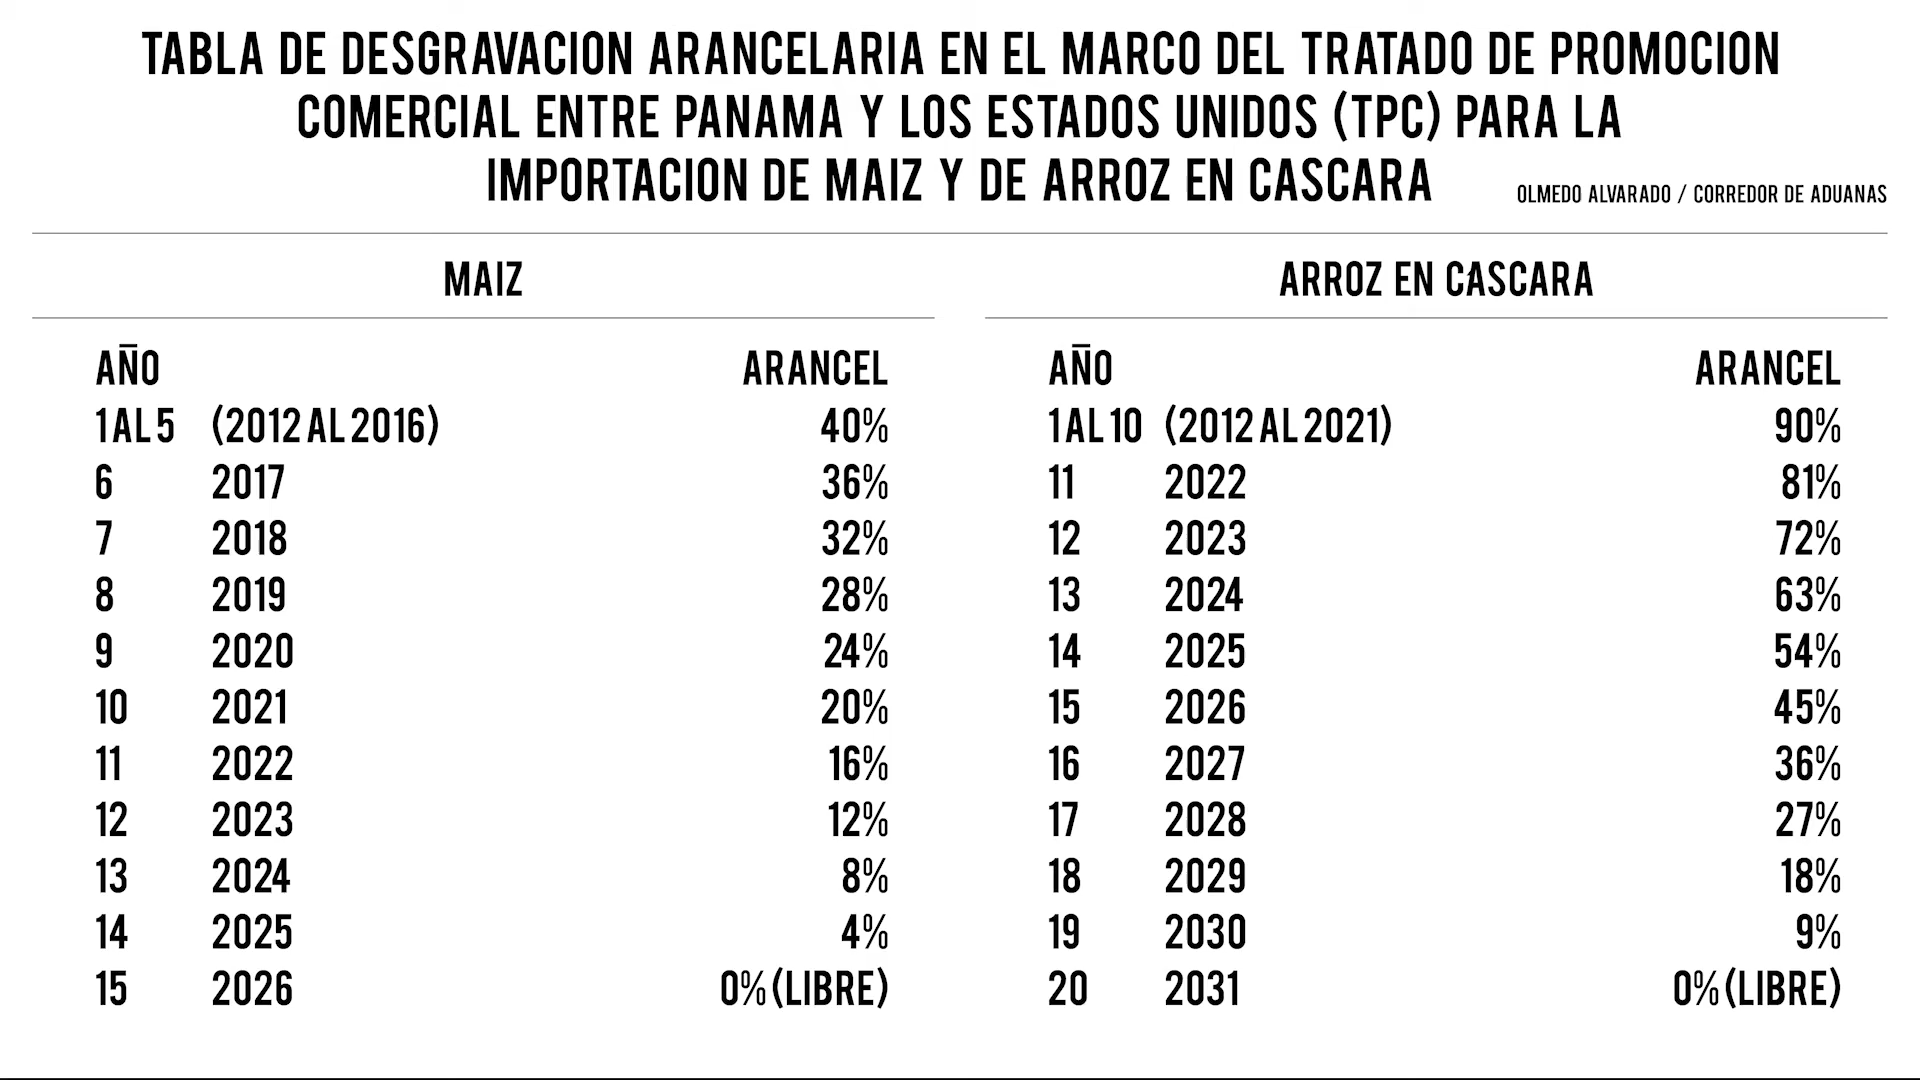 TABLA DE DESGRAVACION ARANCELARIA EN EL MARCO DEL TRATADO DE PROMOCION
COMERCIAL ENTRE PANAMA Y LOS ESTADOS UNIDOS (TPC) PARA LA
IMPORTACION DE MAIZ Y DE ARROZ EN CASCARA
OLMEDO ALVARADO / CORREDOR DE ADUANAS
MAIZ
AÑO ARANCEL
1 AL 5 (2012 AL 2016) 40%
6 2017 36%
7 2018 32%
8 2019 28%
9 2020 24%
10 2021 20%
11 2022 16%
12 2023 12%
13 2024 8%
14 2025 4%
15 2026 0% (LIBRE)
ARROZ EN CASCARA
AÑO ARANCEL
1 AL 10 (2012 AL 2021) 90%
11 2022 81%
12 2023 72%
13 2024 63%
14 2025 54%
15 2026 45%
16 2027 36%
17 2028 27%
18 2029 18%
19 2030 9%
20 2031 0% (LIBRE)